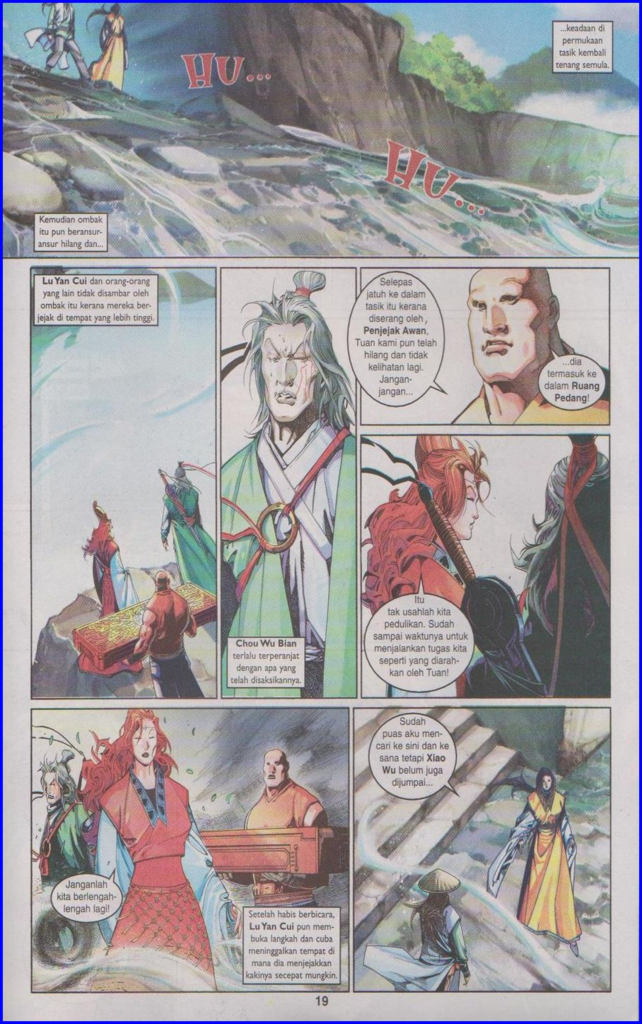 ...keadaan di
permukaan
tasik kembali
tenang semula.
HU...
HU...
Kemudian ombak
itu pun beransur-
ansur hilang dan...
Lu Yan Cui dan orang-orang
yang lain tidak disambar oleh
ombak itu kerana mereka ber-
jejak di tempat yang lebih tinggi.
Chou Wu Bian
terlalu terperanjat
dengan apa yang
telah disaksikannya.
Selepas
jatuh ke dalam
tasik itu kerana
diserang oleh,
Penjejak Awan,
Tuan kami pun telah
hilang dan tidak
kelihatan lagi.
Jangan-
jangan...
...dia
termasuk ke
dalam Ruang
Pedang!
Itu
tak usahlah kita
pedulikan. Sudah
sampai waktunya untuk
menjalankan tugas kita
seperti yang diarah-
kan oleh Tuan!
Janganlah
kita berlengah-
lengah lagi!
Setelah habis berbicara,
Lu Yan Cui pun mem-
buka langkah dan cuba
meninggalkan tempat di
mana dia menjejakkan
kakinya secepat mungkin.
Sudah
puas aku men-
cari ke sini dan ke
sana tetapi Xiao
Wu belum juga
dijumpai...
19